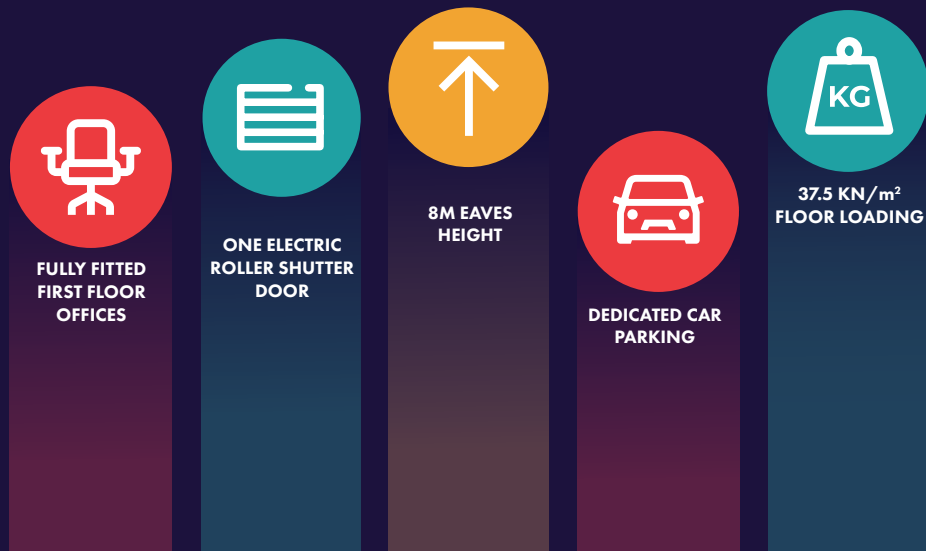 FULLY FITTED
FIRST FLOOR
OFFICES
ONE ELECTRIC
ROLLER SHUTTER
DOOR
8M EAVES
HEIGHT
DEDICATED CAR
PARKING
KG
37.5 KN/m²
FLOOR LOADING